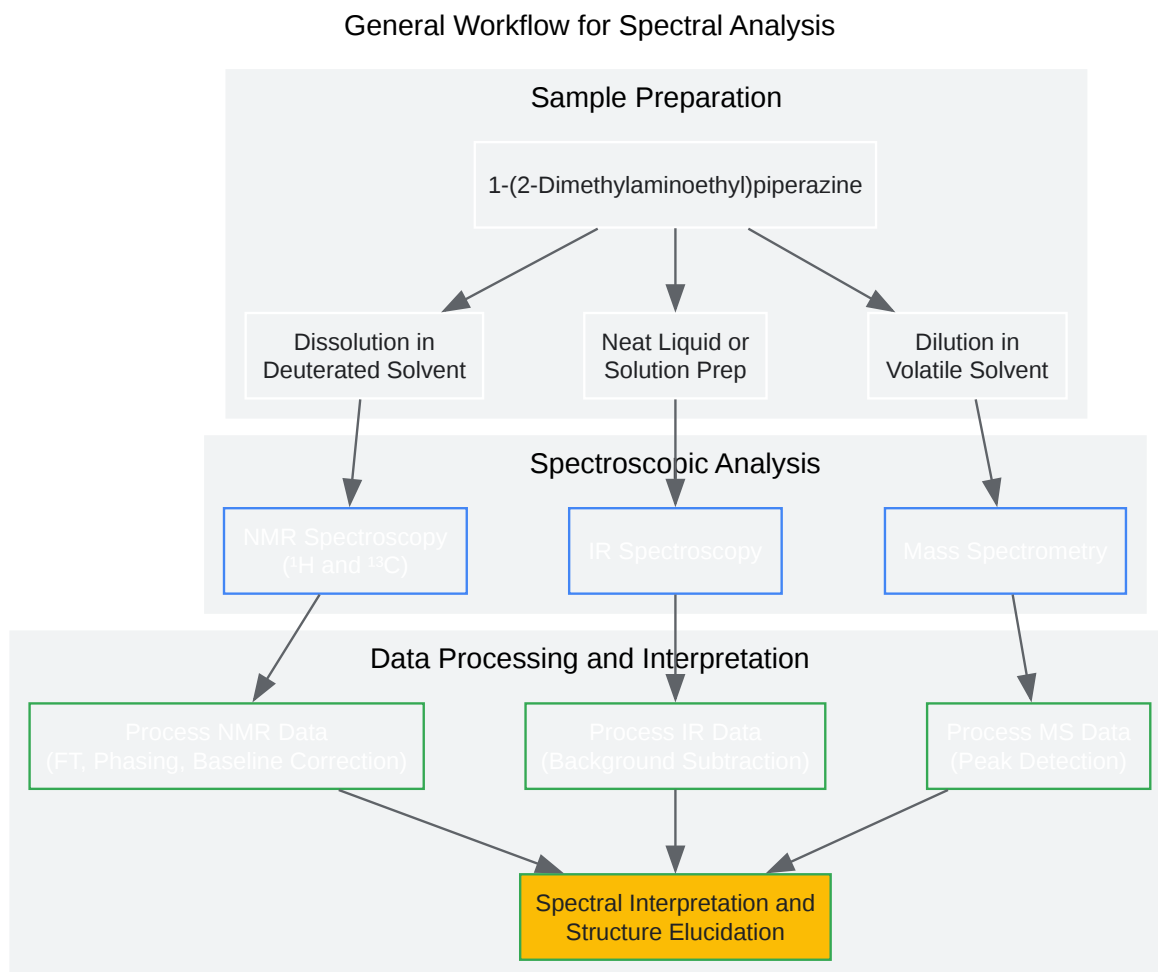 General Workflow for Spectral Analysis
Sample Preparation
1-(2-Dimethylaminoethyl)piperazine
Dissolution in
Deuterated Solvent
Neat Liquid or
Solution Prep
Dilution in
Volatile Solvent
Spectroscopic Analysis
NMR Spectroscopy
(¹H and ¹³C)
IR Spectroscopy
Mass Spectrometry
Data Processing and Interpretation
Process NMR Data
(FT, Phasing, Baseline Correction)
Process IR Data
(Background Subtraction)
Process MS Data
(Peak Detection)
Spectral Interpretation and
Structure Elucidation